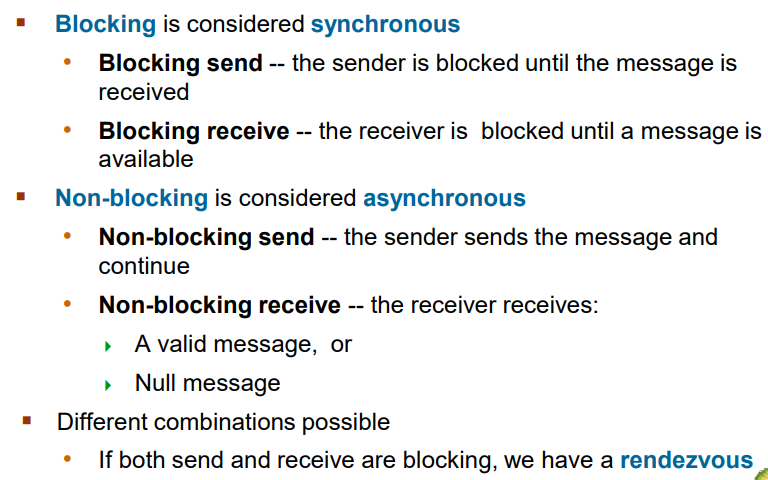 Blocking is considered synchronous
Blocking send -- the sender is blocked until the message is
received
Blocking receive -- the receiver is blocked until a message is
available
Non-blocking is considered asynchronous
Non-blocking send -- the sender sends the message and
continue
Non-blocking receive -- the receiver receives:
A valid message, or
Null message
Different combinations possible
If both send and receive are blocking, we have a rendezvous